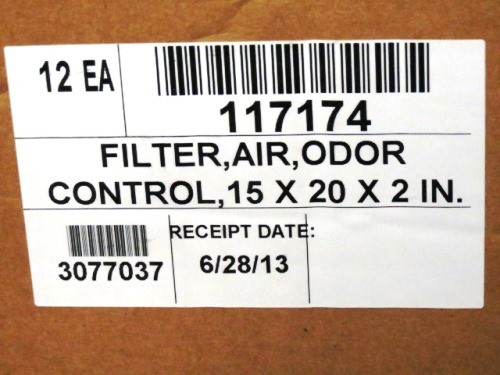 12 EA
117174
FILTER,AIR,ODOR
CONTROL,15 X 20 X 2 IN.
RECEIPT DATE:
3077037
6/28/13